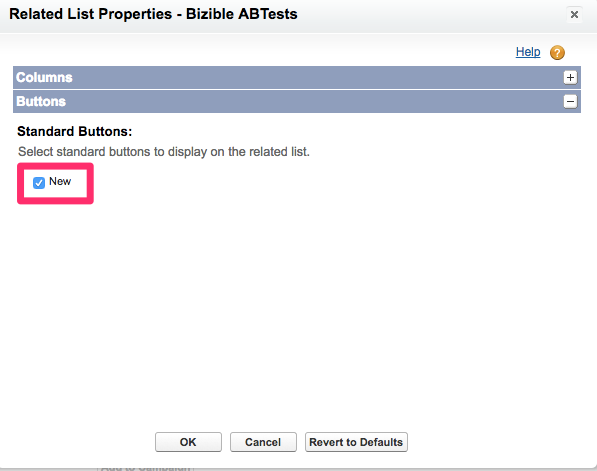 Related List Properties - Bizible ABTests
Help
Columns
Buttons
Standard Buttons:
Select standard buttons to display on the related list.
New
OK Cancel Revert to Defaults